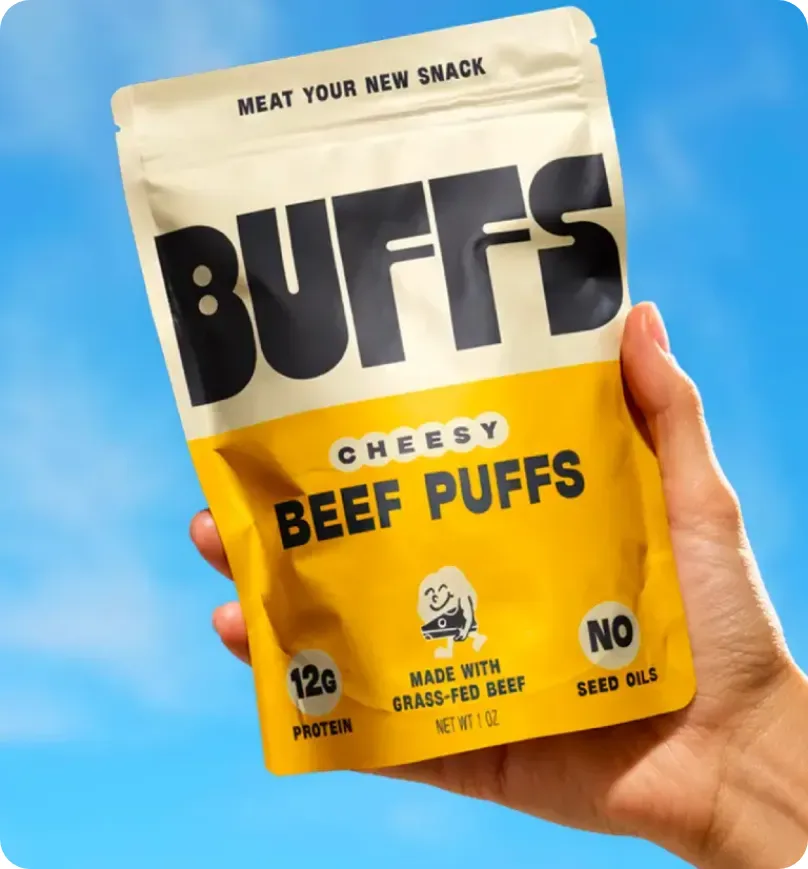 MEAT YOUR NEW SNACK
BUFFS
CHEESY
BEEF PUFFS
12G
PROTEIN
MADE WITH
GRASS-FED BEEF
NET WT 1 OZ
NO
SEED OILS